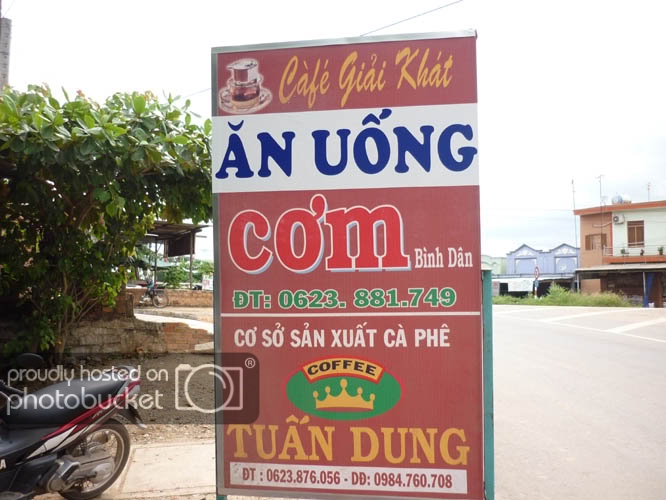 Càfé Giải Khát
ĂN UỐNG
CƠM Bình Dân
ĐT: 0623. 881.749
CƠ SỞ SẢN XUẤT CÀ PHÊ
COFFEE
TUẤN DUNG
ĐT : 0623.876.056 - DĐ: 0984.760.708
proudly hosted on
photobucket